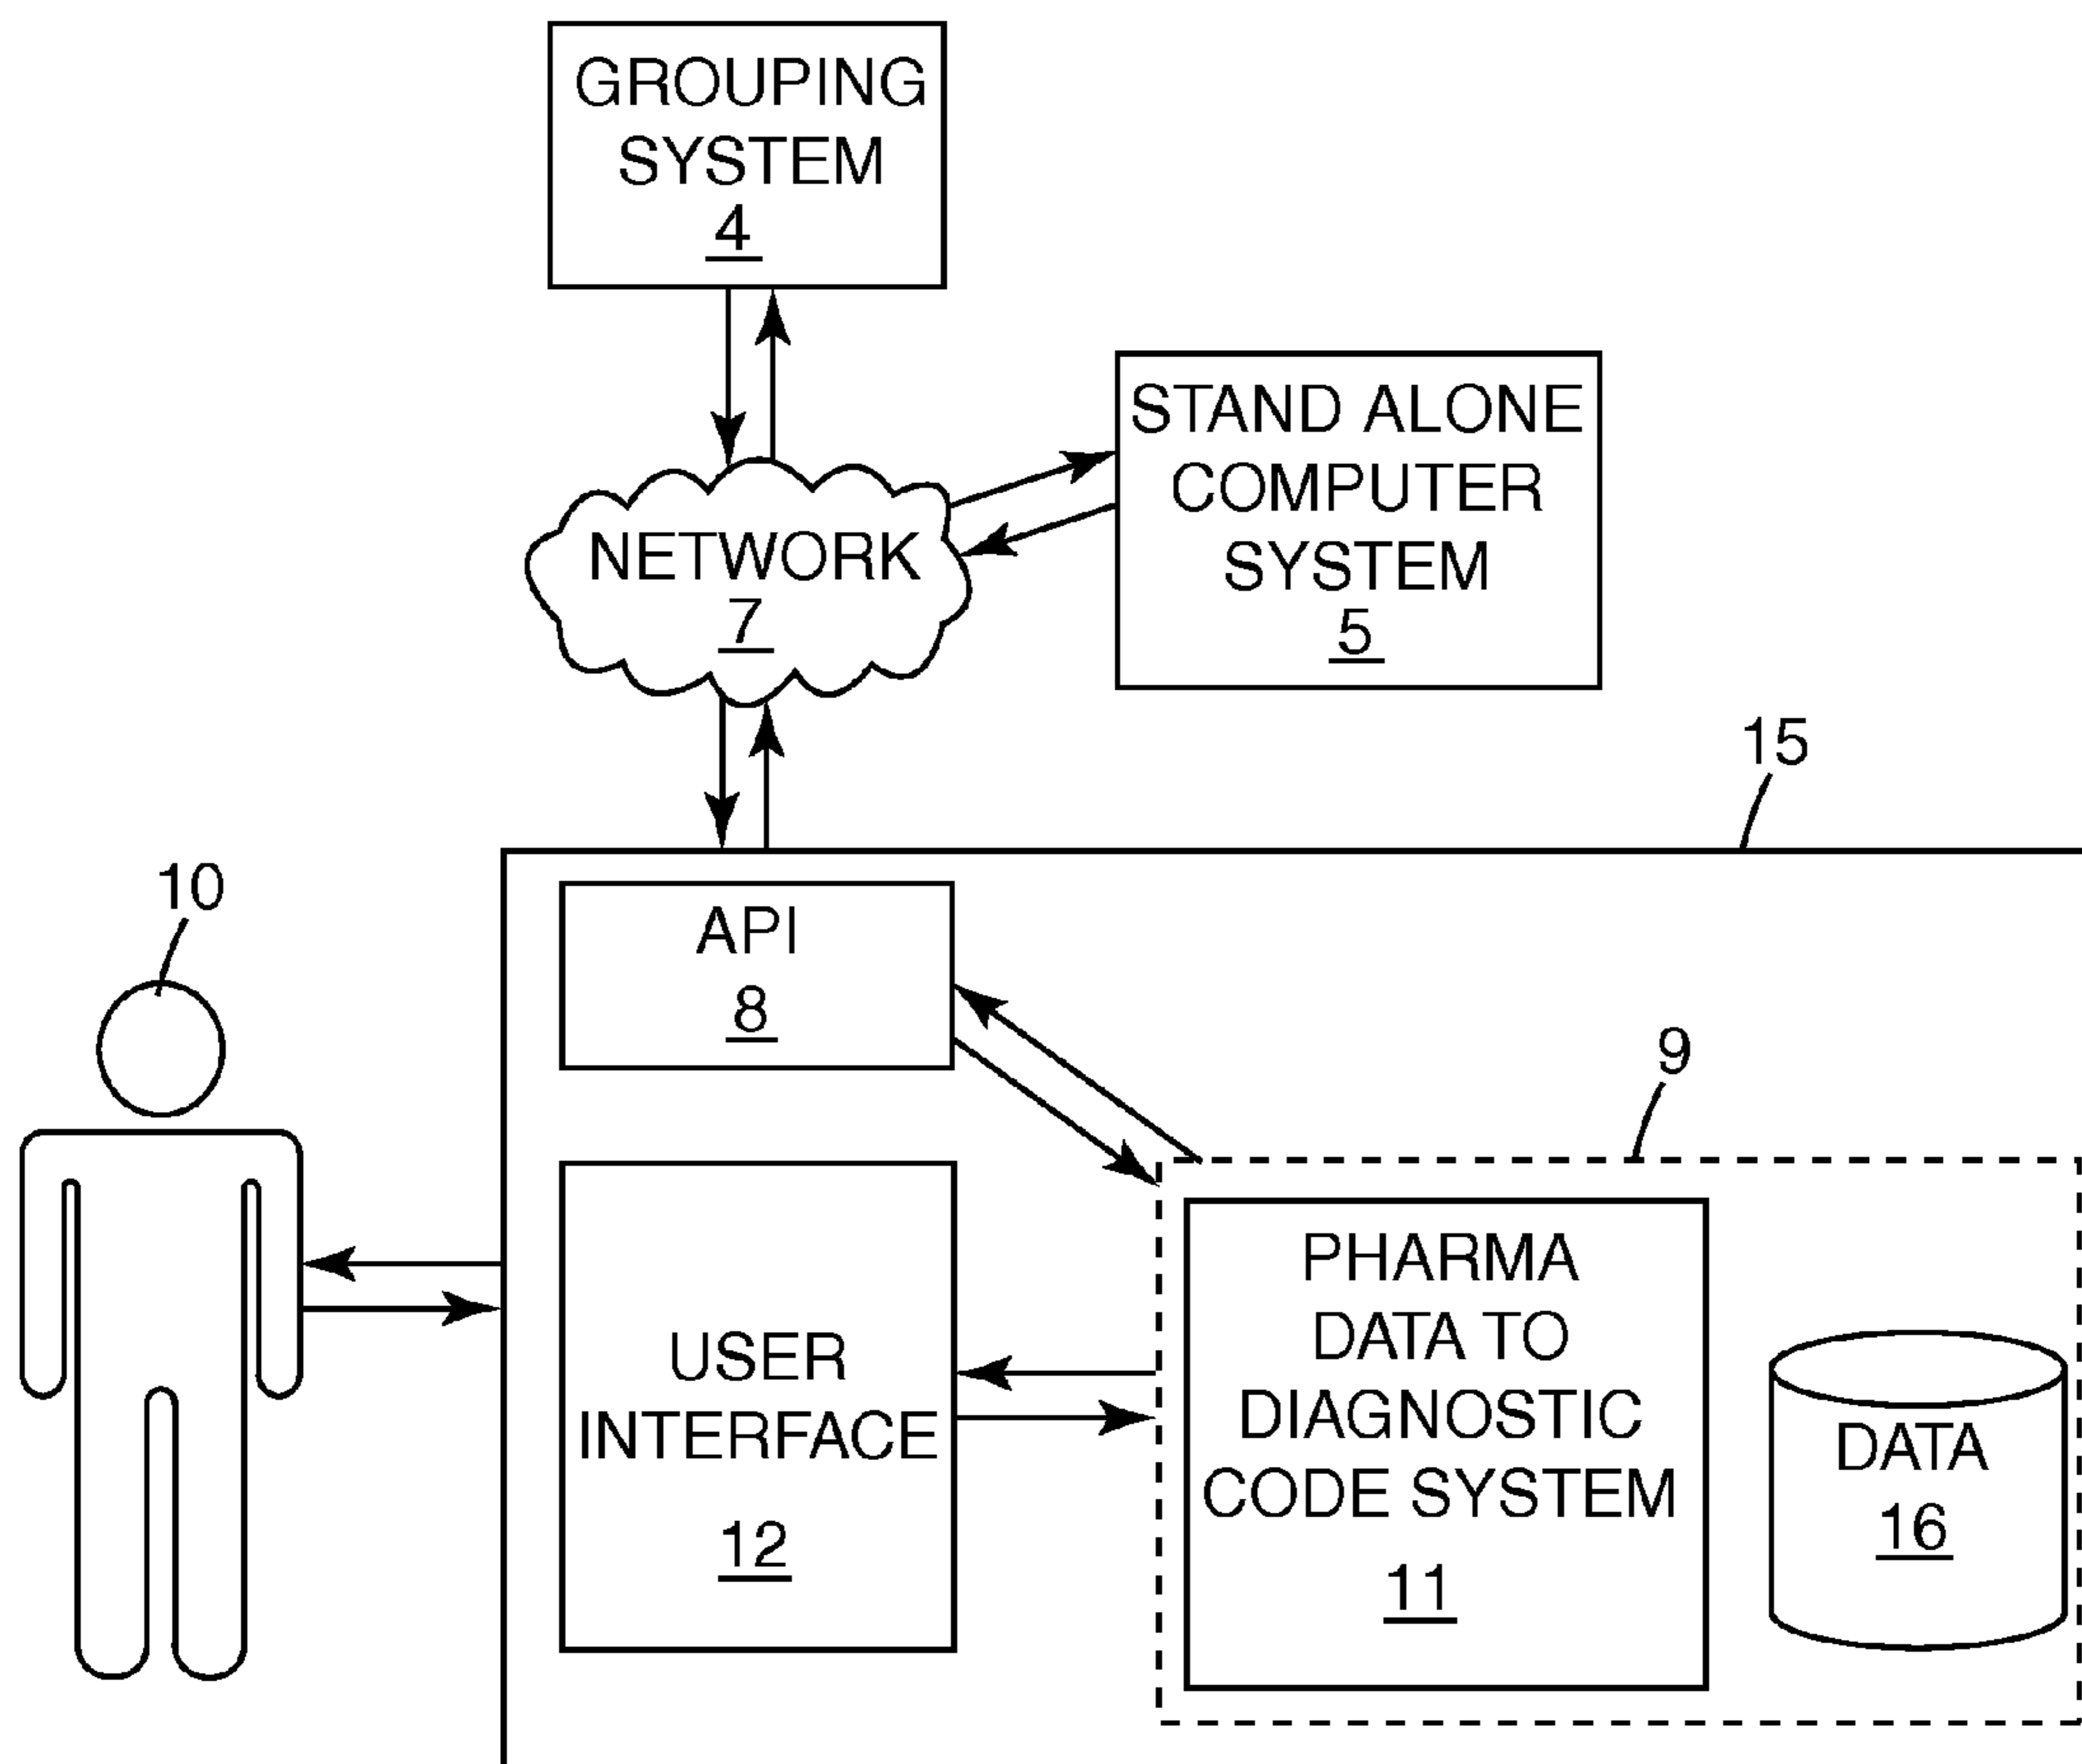 GROUPING
SYSTEM
4
STAND ALONE
COMPUTER
SYSTEM
5
NETWORK
7
15
10
API
8
9
USER
INTERFACE
12
PHARMA
DATA TO
DIAGNOSTIC
CODE SYSTEM
11
DATA
16